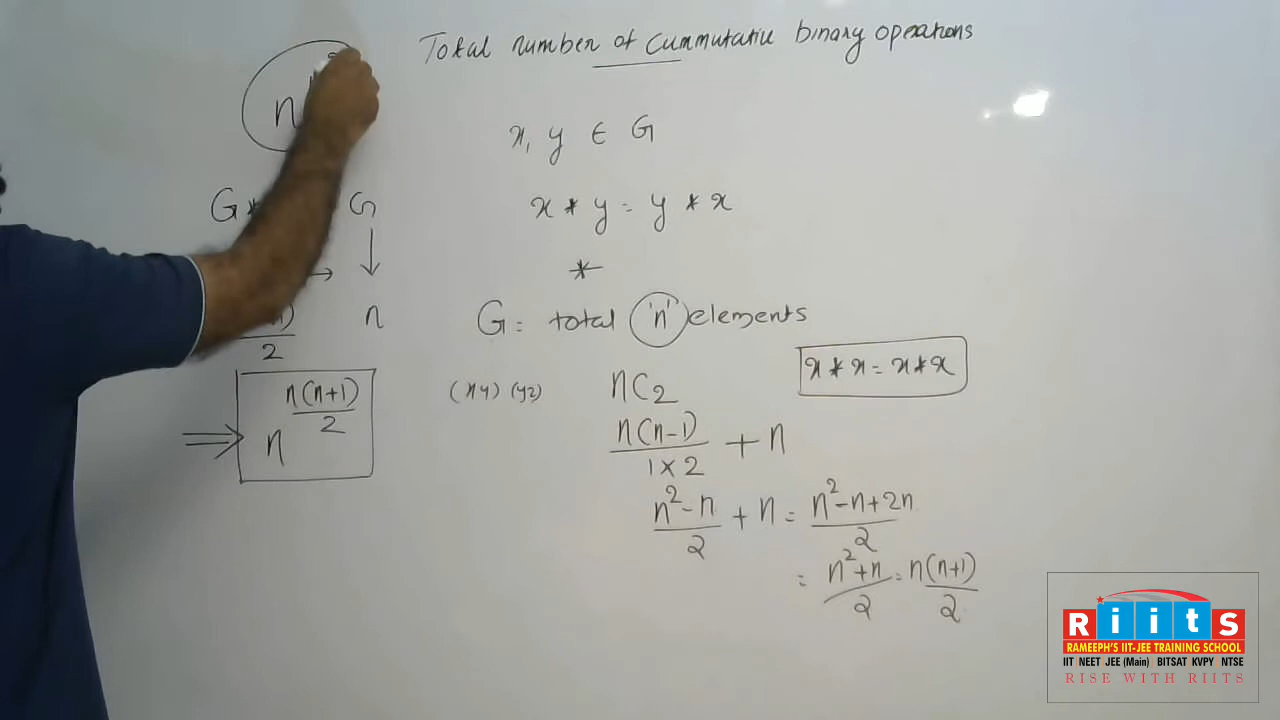 Total number of Cummutative binary operations
n
x, y ∈ G
G* G
x * y = y * x
*
n
G = total 'n' elements
2
x * x = x * x
(xy) (yz) nC2
n^(n(n+1)/2)
n(n-1)/1×2 + n
(n²-n)/2 + n = (n²-n+2n)/2
= (n²+n)/2 = n(n+1)/2
RiitS
RAMEEPH'S IIT-JEE TRAINING SCHOOL
IIT NEET JEE (Main) BITSAT KVPY NTSE
RISE WITH RIITS